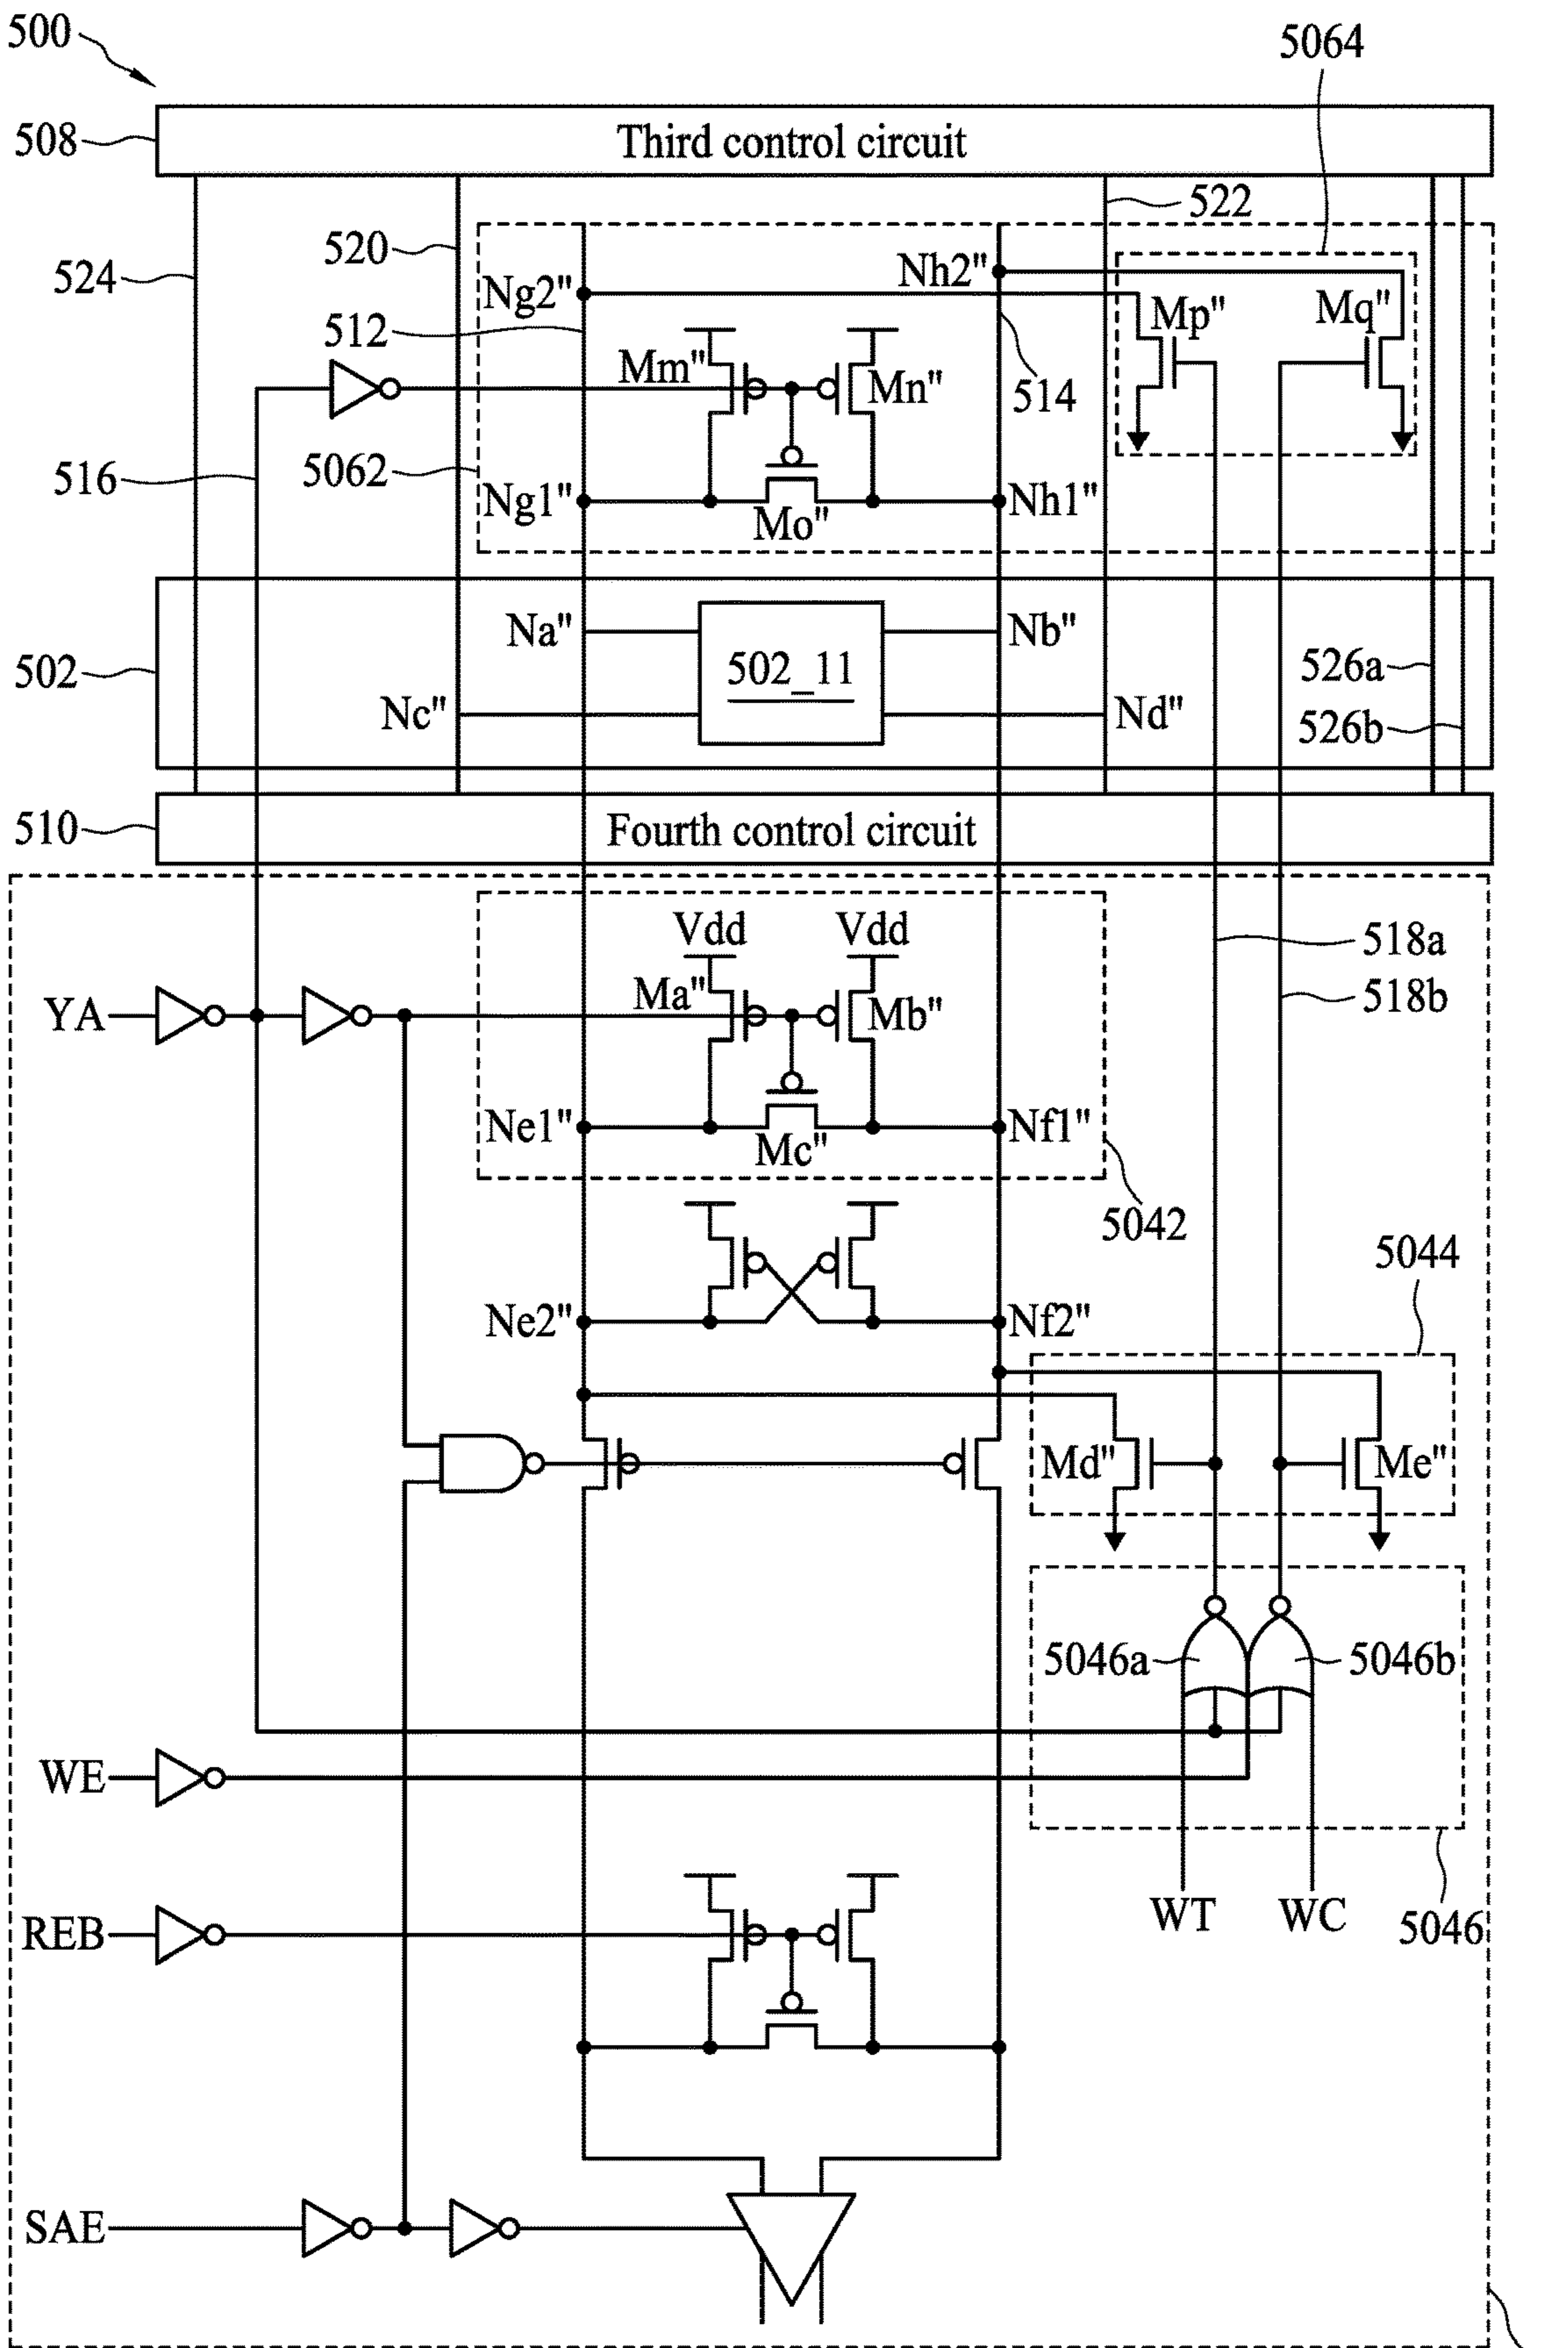 500
5064
508
Third control circuit
522
520
524
Nh2"
Ng2"
Mp"
Mq"
512
Mm"
Mn"
514
5062
516
Ng1"
Nh1"
Mo"
Na"
Nb"
502
502_11
526a
Nc"
Nd"
526b
510
Fourth control circuit
Vdd
Vdd
518a
Ma"
Mb"
518b
YA
Ne1"
Nf1"
Mc"
5042
5044
Ne2"
Nf2"
Md"
Me"
5046a
5046b
WE
WT
WC
5046
REB
SAE